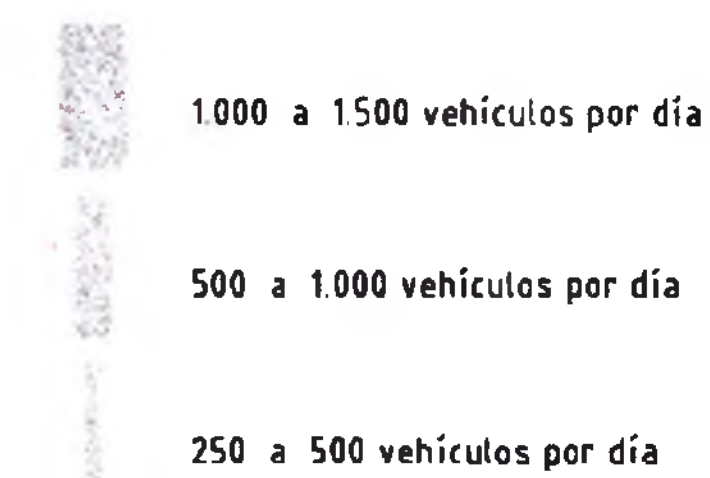 1.000 a 1.500 vehículos por día
500 a 1.000 vehículos por día
250 a 500 vehículos por día